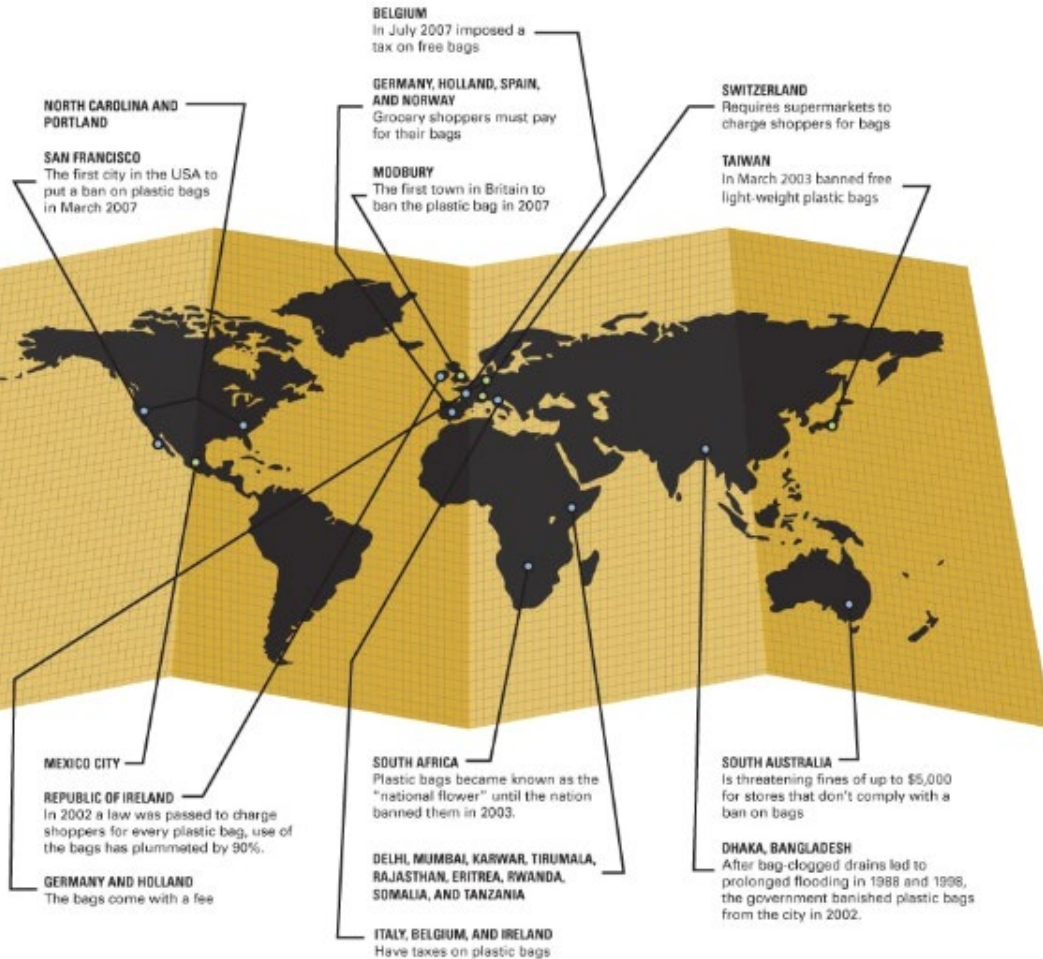 BELGIUM
In July 2007 imposed a
tax on free bags
GERMANY, HOLLAND, SPAIN,
AND NORWAY
Grocery shoppers must pay
for their bags
MODBURY
The first town in Britain to
ban the plastic bag in 2007
NORTH CAROLINA AND
PORTLAND
SAN FRANCISCO
The first city in the USA to
put a ban on plastic bags
in March 2007
SWITZERLAND
Requires supermarkets to
charge shoppers for bags
TAIWAN
In March 2003 banned free
light-weight plastic bags
MEXICO CITY
REPUBLIC OF IRELAND
In 2002 a law was passed to charge
shoppers for every plastic bag, use of
the bags has plummeted by 90%.
GERMANY AND HOLLAND
The bags come with a fee
SOUTH AFRICA
Plastic bags became known as the
"national flower" until the nation
banned them in 2003.
DELHI, MUMBAI, KARWAR, TIRUMALA,
RAJASTHAN, ERITREA, RWANDA,
SOMALIA, AND TANZANIA
ITALY, BELGIUM, AND IRELAND
Have taxes on plastic bags
SOUTH AUSTRALIA
Is threatening fines of up to $5,000
for stores that don't comply with a
ban on bags
DHAKA, BANGLADESH
After bag-clogged drains led to
prolonged flooding in 1988 and 1998,
the government banished plastic bags
from the city in 2002.